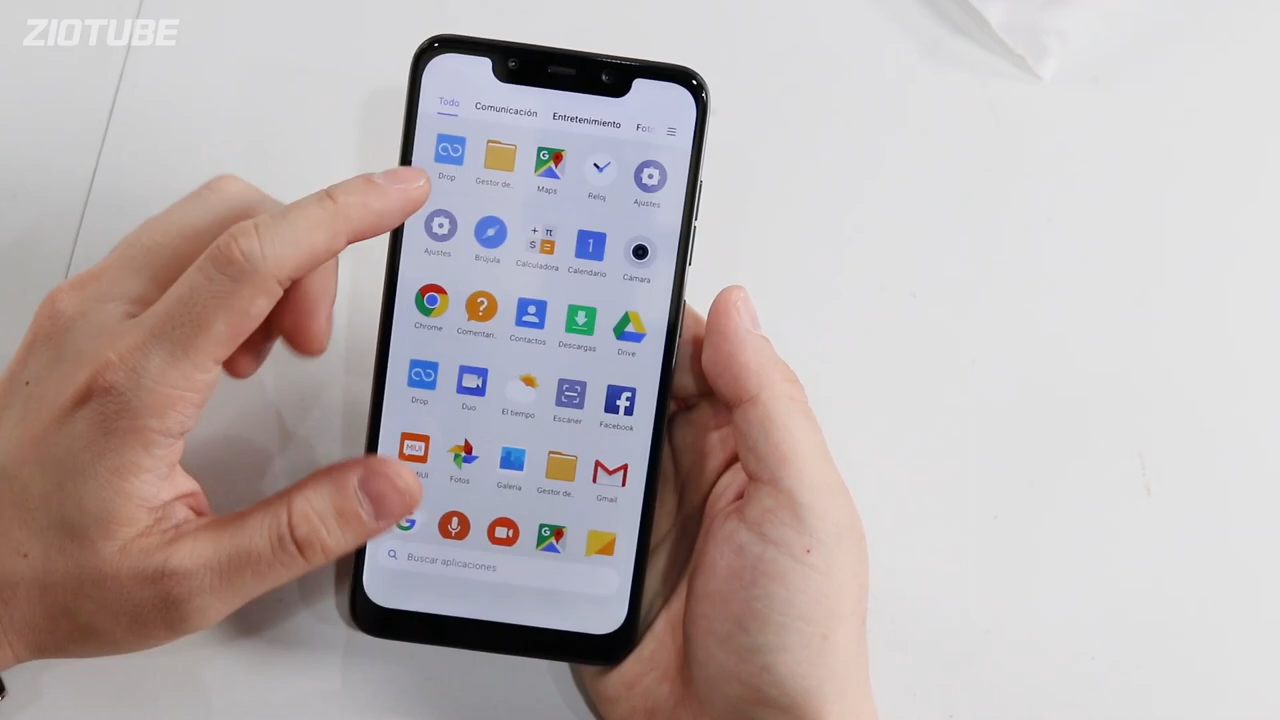 ZIOTUBE
Todo Comunicación Entretenimiento Fot
Drop Gestor de.. Maps Reloj Ajustes
Ajustes Brújula Calculadora Calendario Cámara
Chrome Comentari.. Contactos Descargas Drive
Drop Duo El tiempo Escáner Facebook
MIUI Fotos Galería Gestor de.. Gmail
Buscar aplicaciones